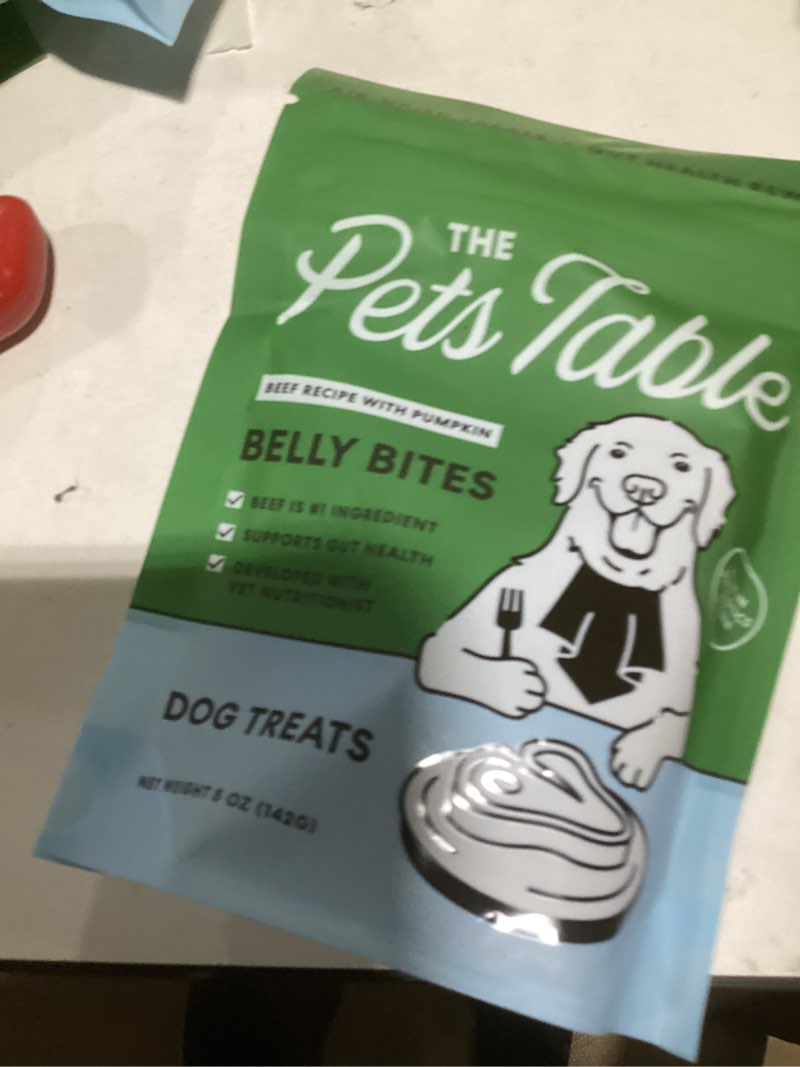 THE
Pets Table
BEEF RECIPE WITH PUMPKIN
BELLY BITES
BEEF IS #1 INGREDIENT
SUPPORTS GUT HEALTH
DEVELOPED WITH
VET NUTRITIONIST
DOG TREATS
NET WEIGHT 5 OZ (142G)